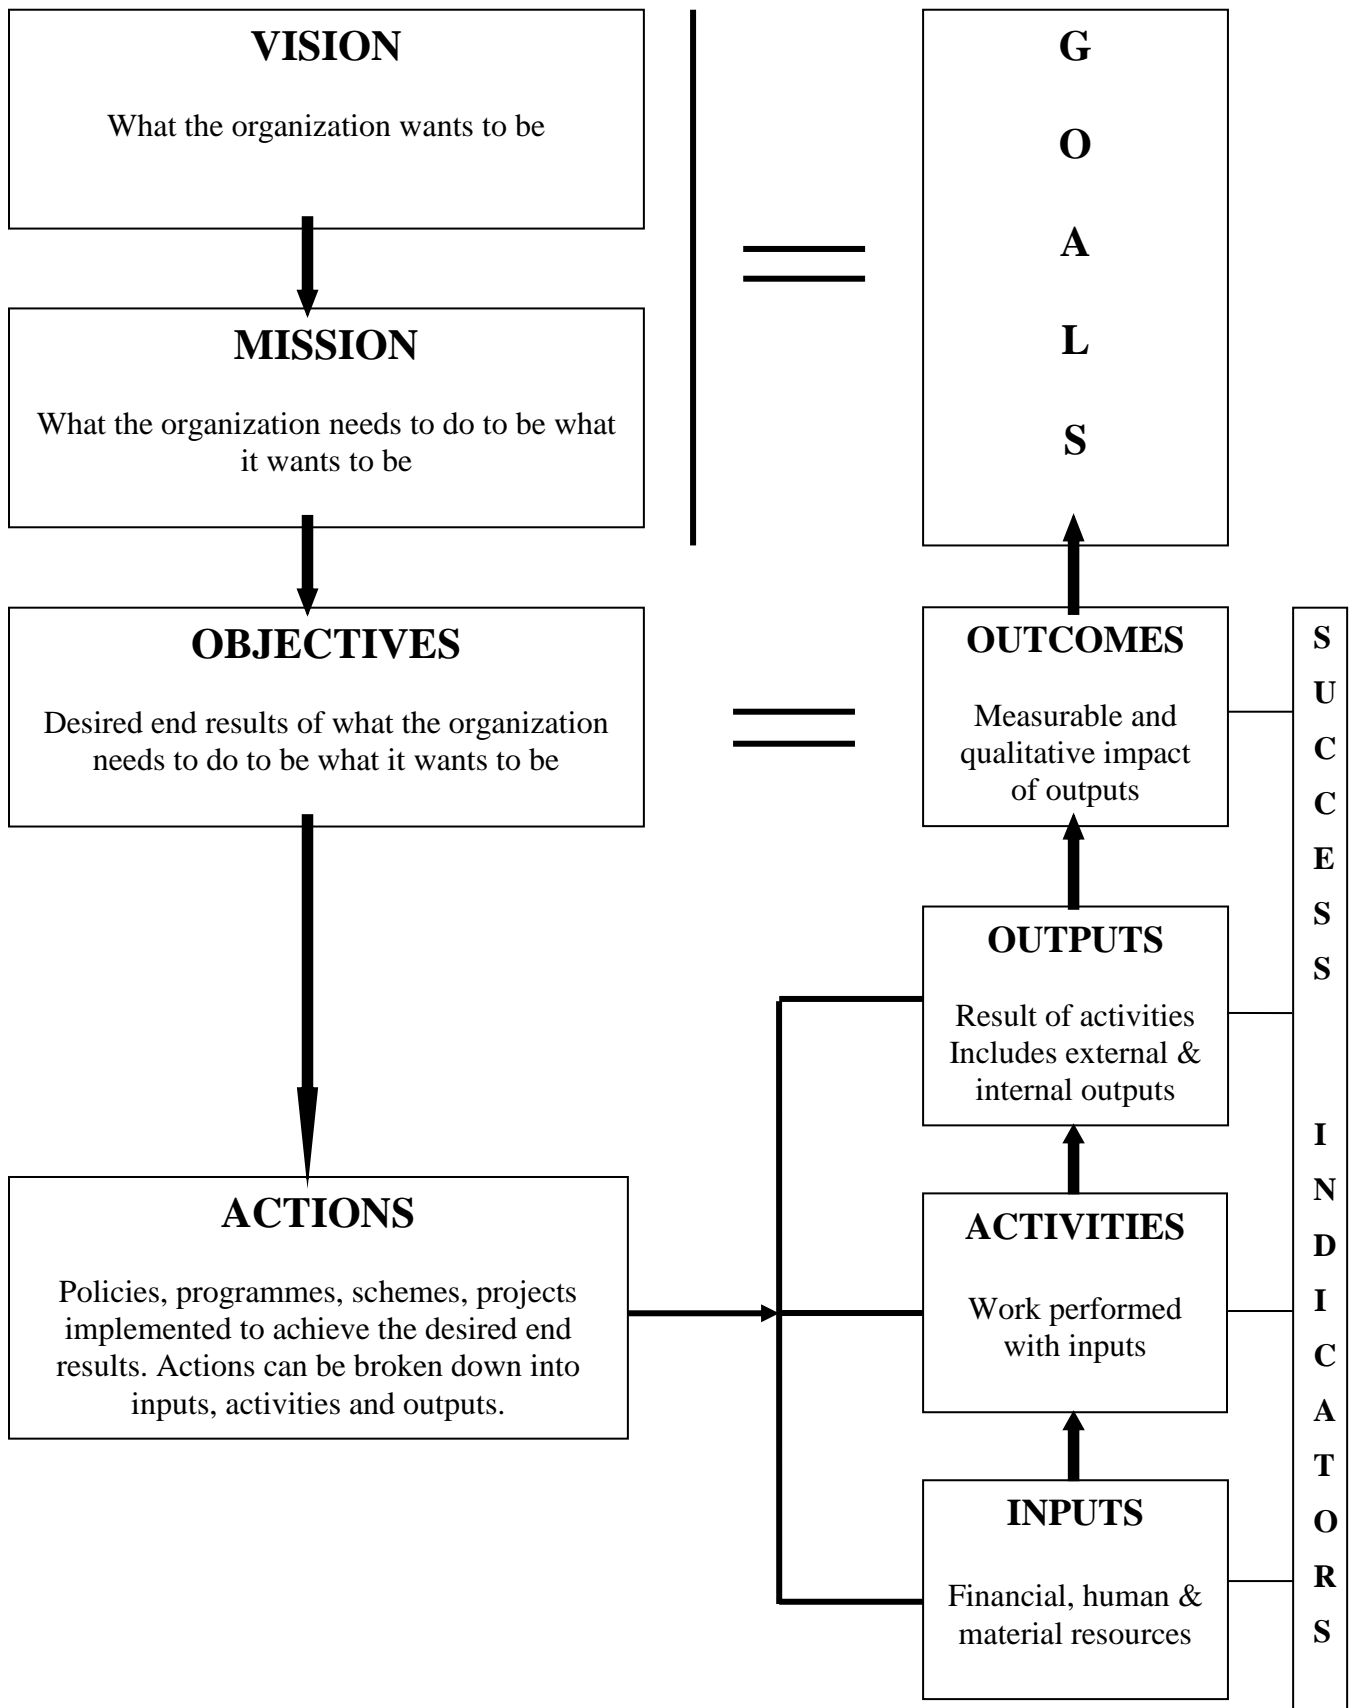 VISION
What the organization wants to be
MISSION
What the organization needs to do to be what
it wants to be
OBJECTIVES
Desired end results of what the organization
needs to do to be what it wants to be
ACTIONS
Policies, programmes, schemes, projects
implemented to achieve the desired end
results. Actions can be broken down into
inputs, activities and outputs.
G
O
A
L
S
OUTCOMES
Measurable and
qualitative impact
of outputs
OUTPUTS
Result of activities
Includes external &
internal outputs
ACTIVITIES
Work performed
with inputs
INPUTS
Financial, human &
material resources
S
U
C
C
E
S
S
I
N
D
I
C
A
T
O
R
S